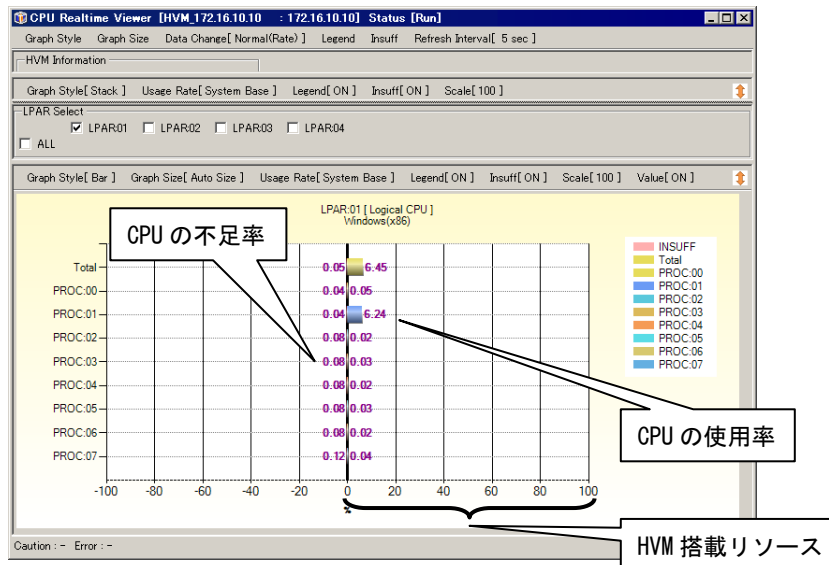 CPU Realtime Viewer [HVM_172.16.10.10 : 172.16.10.10] Status [Run]
Graph Style Graph Size Data Change[ Normal(Rate) ] Legend Insuff Refresh Interval[ 5 sec ]
HVM Information
Graph Style[ Stack ] Usage Rate[ System Base ] Legend[ ON ] Insuff[ ON ] Scale[ 100 ]
LPAR Select
LPAR:01 LPAR:02 LPAR:03 LPAR:04
ALL
Graph Style[ Bar ] Graph Size[ Auto Size ] Usage Rate[ System Base ] Legend[ ON ] Insuff[ ON ] Scale[ 100 ] Value[ ON ]
LPAR:01 [ Logical CPU ]
Windows(x86)
CPU の不足率
Total 0.05 6.45
PROC:00 0.04 0.05
PROC:01 0.04 6.24
PROC:02 0.08 0.02
PROC:03 0.08 0.03
PROC:04 0.08 0.02
PROC:05 0.08 0.03
PROC:06 0.08 0.02
PROC:07 0.12 0.04
-100 -80 -60 -40 -20 0 20 40 60 80 100
%
INSUFF
Total
PROC:00
PROC:01
PROC:02
PROC:03
PROC:04
PROC:05
PROC:06
PROC:07
CPU の使用率
HVM 搭載リソース
Caution : - Error : -